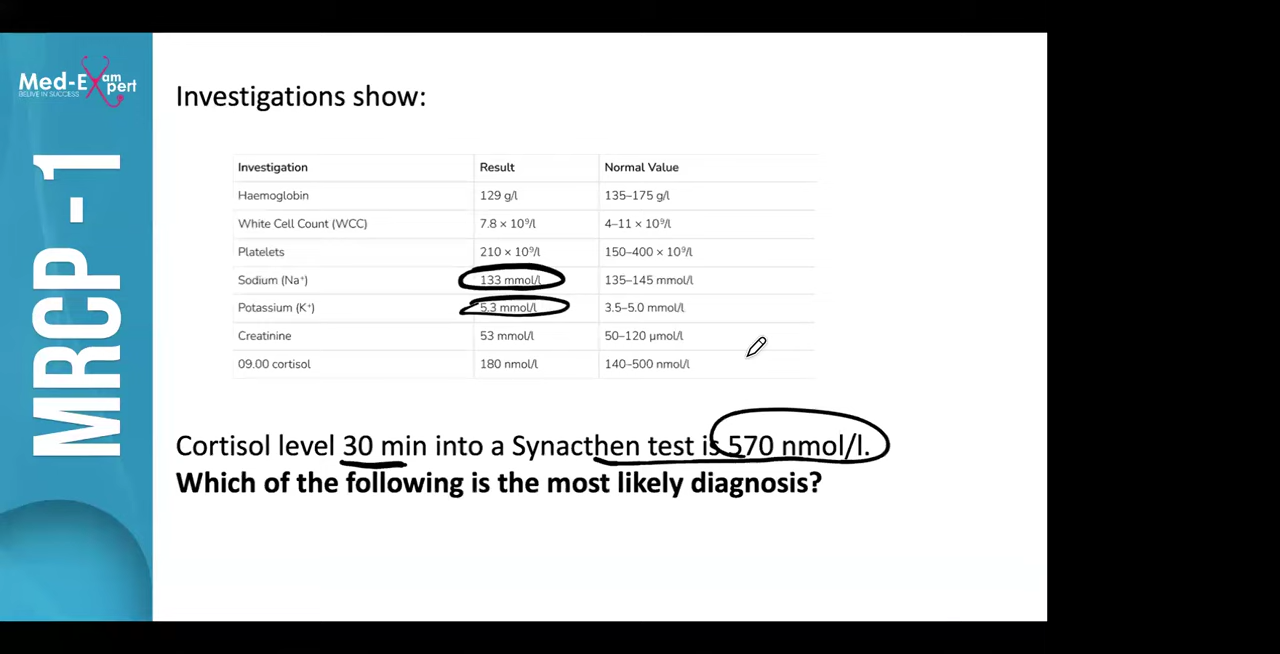 Med-Exam
pert
BELIVE IN SUCCESS
MRCP - 1
Investigations show:
Investigation Result Normal Value
Haemoglobin 129 g/l 135–175 g/l
White Cell Count (WCC) 7.8 × 10⁹/l 4–11 × 10⁹/l
Platelets 210 × 10⁹/l 150–400 × 10⁹/l
Sodium (Na⁺) 133 mmol/l 135–145 mmol/l
Potassium (K⁺) 5.3 mmol/l 3.5–5.0 mmol/l
Creatinine 53 mmol/l 50–120 µmol/l
09.00 cortisol 180 nmol/l 140–500 nmol/l
Cortisol level 30 min into a Synacthen test is 570 nmol/l.
Which of the following is the most likely diagnosis?